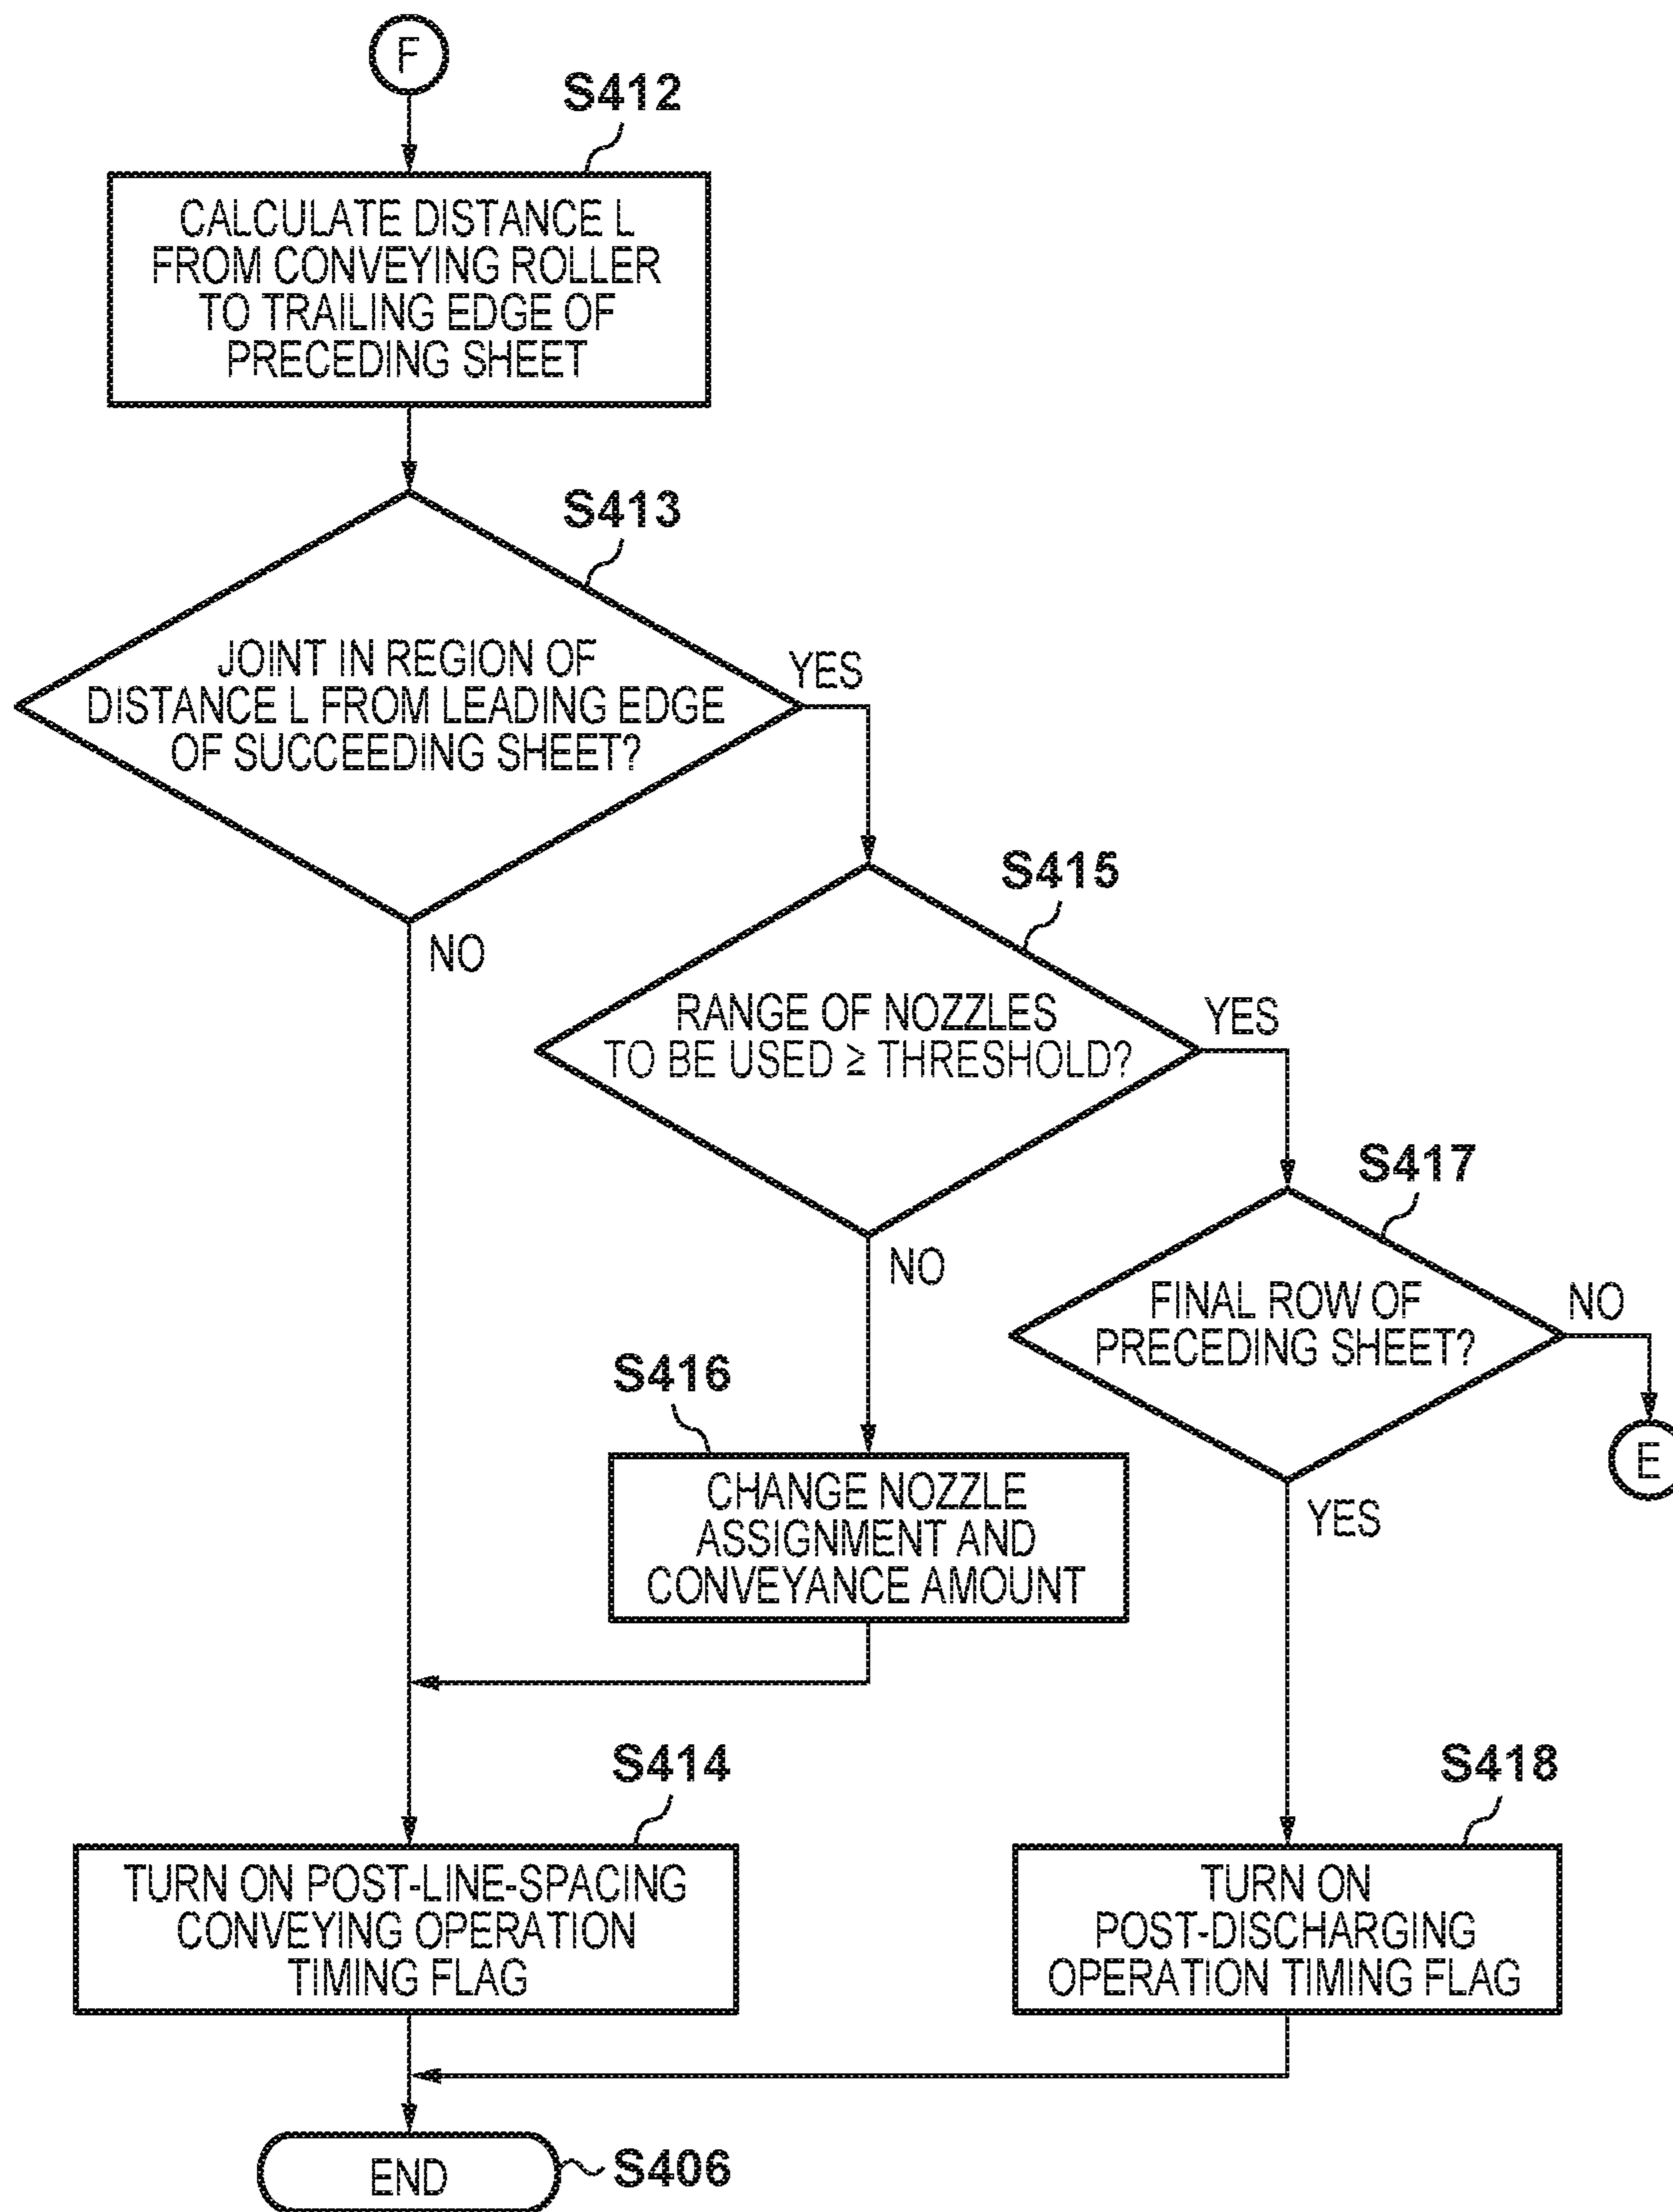 F
S412
CALCULATE DISTANCE L
FROM CONVEYING ROLLER
TO TRAILING EDGE OF
PRECEDING SHEET
S413
JOINT IN REGION OF
DISTANCE L FROM LEADING EDGE
OF SUCCEEDING SHEET?
YES
NO
S415
RANGE OF NOZZLES
TO BE USED ≥ THRESHOLD?
YES
NO
S417
FINAL ROW OF
PRECEDING SHEET?
NO
E
YES
S416
CHANGE NOZZLE
ASSIGNMENT AND
CONVEYANCE AMOUNT
S414
TURN ON POST-LINE-SPACING
CONVEYING OPERATION
TIMING FLAG
S418
TURN ON
POST-DISCHARGING
OPERATION TIMING FLAG
END
S406